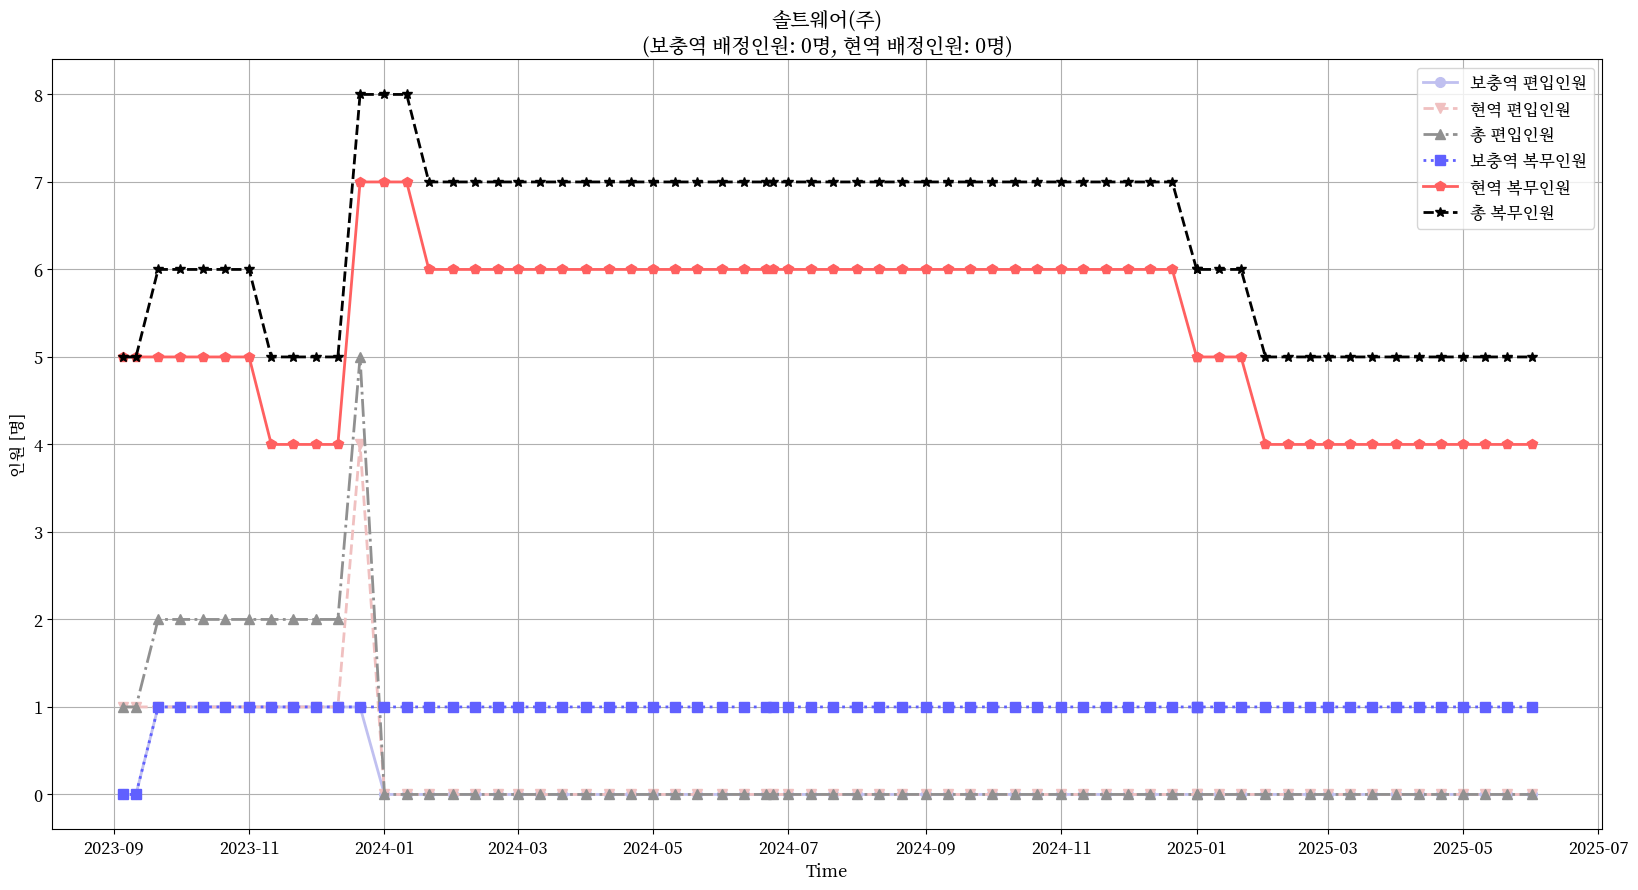 솔트웨어(주)
(보충역 배정인원: 0명, 현역 배정인원: 0명)
보충역 편입인원
현역 편입인원
총 편입인원
보충역 복무인원
현역 복무인원
총 복무인원
인원 [명]
8
7
6
5
4
3
2
1
0
2023-09
2023-11
2024-01
2024-03
2024-05
2024-07
2024-09
2024-11
2025-01
2025-03
2025-05
2025-07
Time